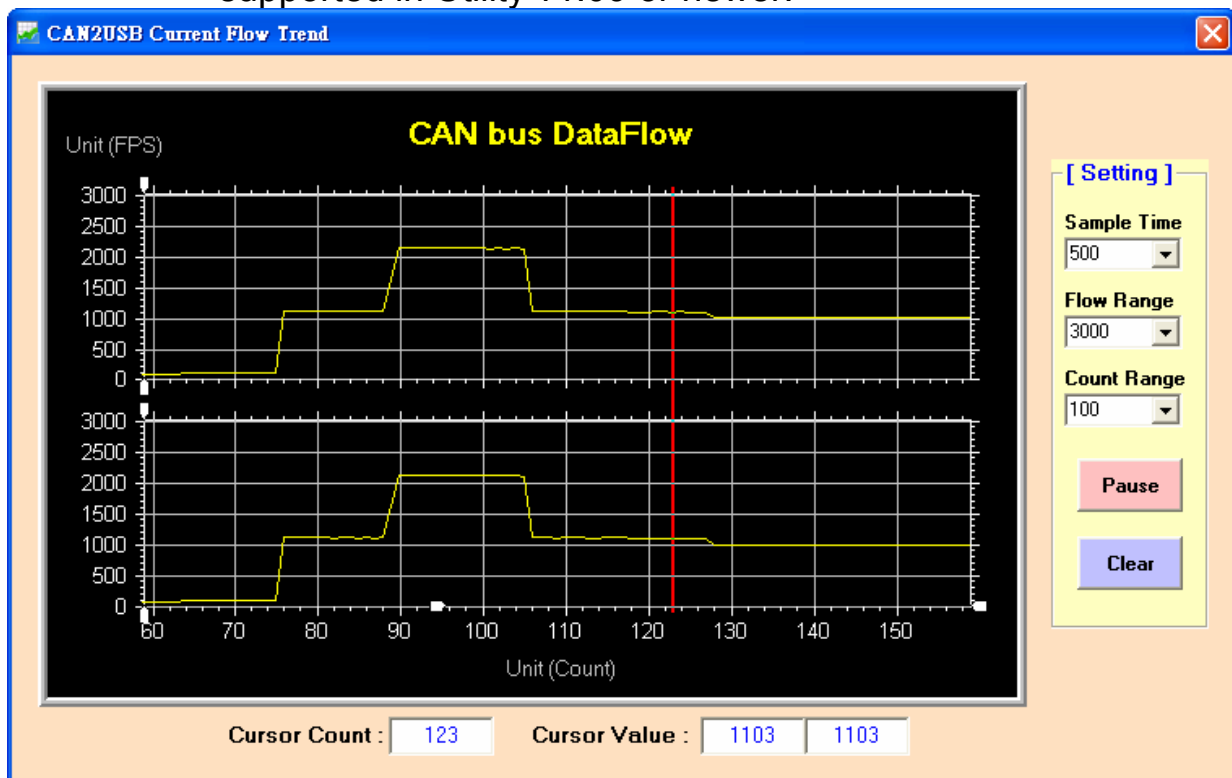 CAN2USB Current Flow Trend
CAN bus DataFlow
Unit (FPS)
3000
2500
2000
1500
1000
500
0
3000
2500
2000
1500
1000
500
0
60 70 80 90 100 110 120 130 140 150
Unit (Count)
[ Setting ]
Sample Time
500
Flow Range
3000
Count Range
100
Pause
Clear
Cursor Count : 123 Cursor Value : 1103 1103